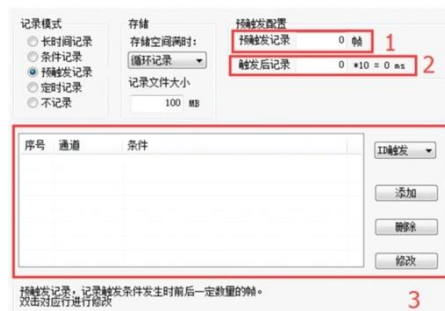 记录模式
长时间记录
条件记录
预触发记录
定时记录
不记录
存储
存储空间满时:
循环记录
记录文件大小
100 MB
预触发配置
预触发记录 0 帧 1
触发后记录 0 *10 = 0 ms 2
序号 通道 条件
ID触发
添加
删除
修改
预触发记录，记录触发条件发生时前后一定数量的帧。
双击对应行进行修改
3